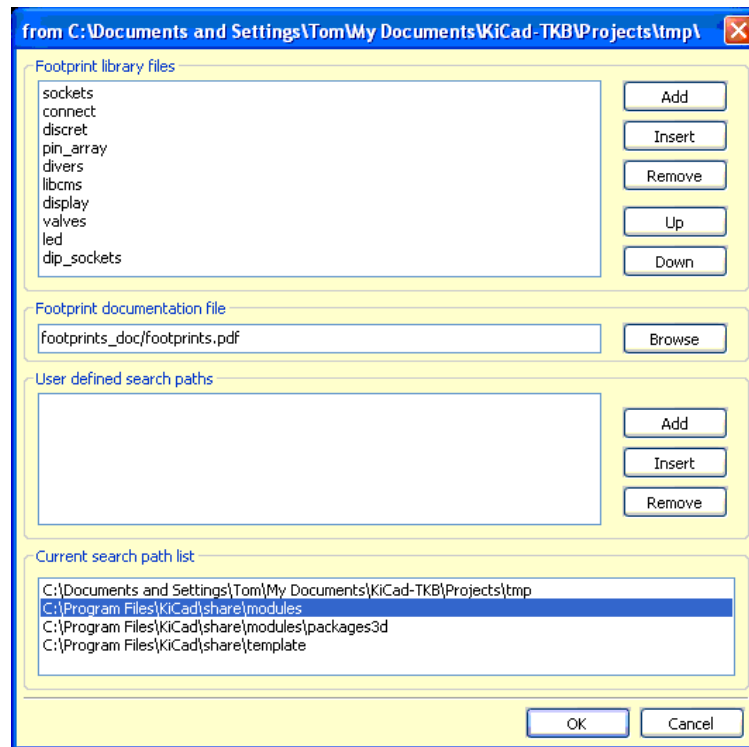 from C:\Documents and Settings\Tom\My Documents\KiCad-TKB\Projects\tmp\
Footprint library files
sockets
connect
discret
pin_array
divers
libcms
display
valves
led
dip_sockets
Add
Insert
Remove
Up
Down
Footprint documentation file
footprints_doc/footprints.pdf
Browse
User defined search paths
Add
Insert
Remove
Current search path list
C:\Documents and Settings\Tom\My Documents\KiCad-TKB\Projects\tmp
C:\Program Files\KiCad\share\modules
C:\Program Files\KiCad\share\modules\packages3d
C:\Program Files\KiCad\share\template
OK
Cancel